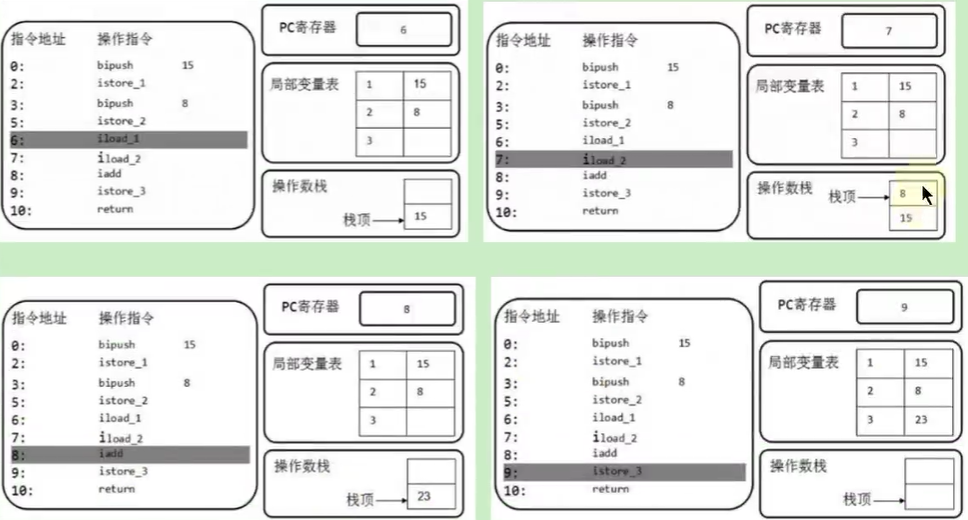 指令地址 操作指令
0: bipush 15
2: istore_1
3: bipush 8
5: istore_2
6: iload_1
7: iload_2
8: iadd
9: istore_3
10: return
PC寄存器 6
局部变量表 1 15
2 8
3
操作数栈
栈顶 15
指令地址 操作指令
0: bipush 15
2: istore_1
3: bipush 8
5: istore_2
6: iload_1
7: iload_2
8: iadd
9: istore_3
10: return
PC寄存器 7
局部变量表 1 15
2 8
3
操作数栈
栈顶 8
15
指令地址 操作指令
0: bipush 15
2: istore_1
3: bipush 8
5: istore_2
6: iload_1
7: iload_2
8: iadd
9: istore_3
10: return
PC寄存器 8
局部变量表 1 15
2 8
3
操作数栈
栈顶 23
指令地址 操作指令
0: bipush 15
2: istore_1
3: bipush 8
5: istore_2
6: iload_1
7: iload_2
8: iadd
9: istore_3
10: return
PC寄存器 9
局部变量表 1 15
2 8
3 23
操作数栈
栈顶